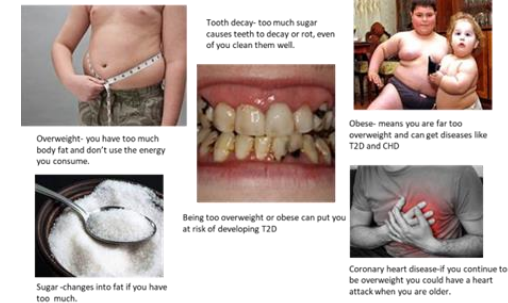 Tooth decay- too much sugar
causes teeth to decay or rot, even
of you clean them well.
Overweight- you have too much
body fat and don't use the energy
you consume.
Obese- means you are far too
overweight and can get diseases like
T2D and CHD
Being too overweight or obese can put you
at risk of developing T2D
Sugar -changes into fat if you have
too much.
Coronary heart disease-if you continue to
be overweight you could have a heart
attack when you are older.